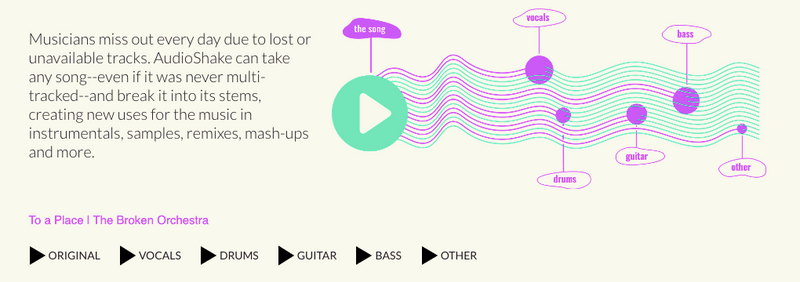 Musicians miss out every day due to lost or
unavailable tracks. AudioShake can take
any song--even if it was never multi-
tracked--and break it into its stems,
creating new uses for the music in
instrumentals, samples, remixes, mash-ups
and more.
the song
vocals
bass
drums
guitar
other
To a Place | The Broken Orchestra
ORIGINAL VOCALS DRUMS GUITAR BASS OTHER